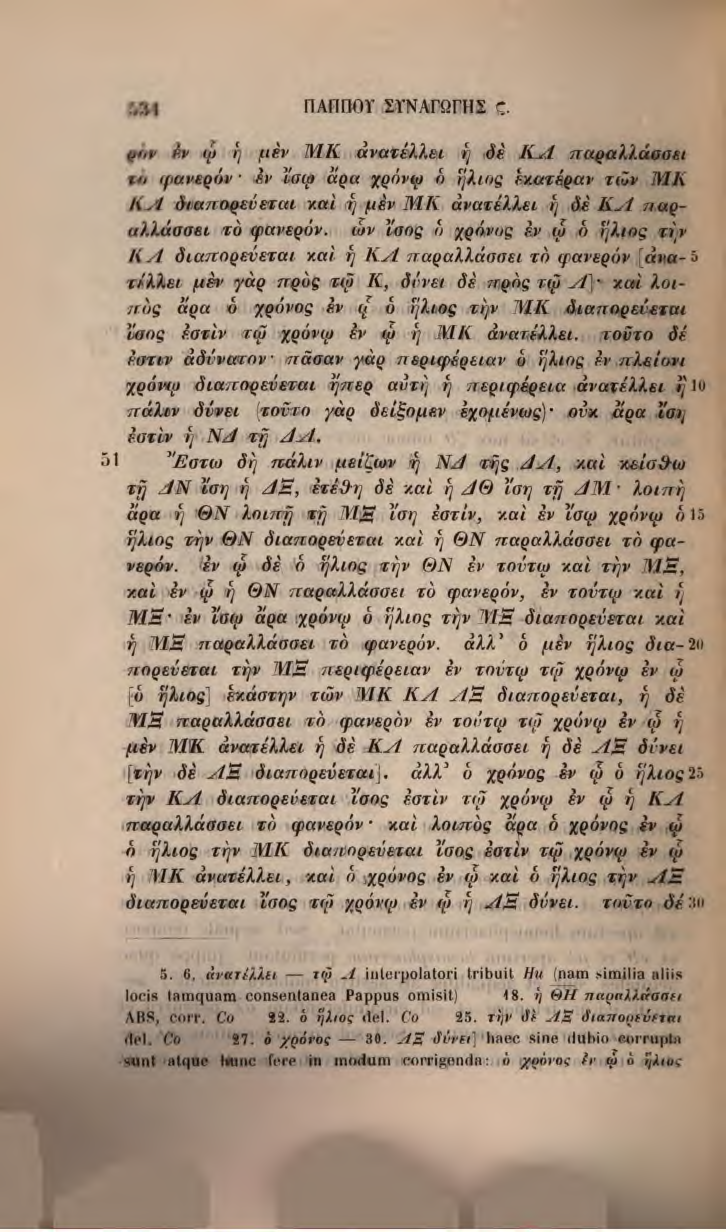 534 ΠΑΠΠΟΥ ΣΥΝΑΓΩΓΗΣ ϛ.
ρὸν ἐν ᾧ ἡ μὲν ΜΚ ἀνατέλλει ἡ δὲ ΚΛ παραλλάσσει
τὸ φανερόν· ἐν ἴσῳ ἄρα χρόνῳ ὁ ἥλιος ἑκατέραν τῶν ΜΚ
ΚΛ διαπορεύεται καὶ ἡ μὲν ΜΚ ἀνατέλλει ἡ δὲ ΚΛ παρ-
αλλάσσει τὸ φανερόν. ὧν ἴσος ὁ χρόνος ἐν ᾧ ὁ ἥλιος τὴν
ΚΛ διαπορεύεται καὶ ἡ ΚΛ παραλλάσσει τὸ φανερόν [ἀνα- 5
τέλλει μὲν γὰρ πρὸς τῷ Κ, δύνει δὲ πρὸς τῷ Λ]· καὶ λοι-
πὸς ἄρα ὁ χρόνος ἐν ᾧ ὁ ἥλιος τὴν ΜΚ διαπορεύεται
ἴσος ἐστὶν τῷ χρόνῳ ἐν ᾧ ἡ ΜΚ ἀνατέλλει. τοῦτο δέ
ἐστιν ἀδύνατον· πᾶσαν γὰρ περιφέρειαν ὁ ἥλιος ἐν πλείονι
χρόνῳ διαπορεύεται ἤπερ αὐτὴ ἡ περιφέρεια ἀνατέλλει ἢ 10
πάλιν δύνει (τοῦτο γὰρ δείξομεν ἐχομένως)· οὐκ ἄρα ἴση
ἐστὶν ἡ ΝΔ τῇ ΔΛ.
51 Ἔστω δὴ πάλιν μείζων ἡ ΝΔ τῆς ΔΛ, καὶ κείσθω
τῇ ΔΝ ἴση ἡ ΔΞ, ἐτέθη δὲ καὶ ἡ ΔΘ ἴση τῇ ΔΜ· λοιπὴ
ἄρα ἡ ΘΝ λοιπῇ τῇ ΜΞ ἴση ἐστίν, καὶ ἐν ἴσῳ χρόνῳ ὁ 15
ἥλιος τὴν ΘΝ διαπορεύεται καὶ ἡ ΘΝ παραλλάσσει τὸ φα-
νερόν. ἐν ᾧ δὲ ὁ ἥλιος τὴν ΘΝ ἐν τούτῳ καὶ τὴν ΜΞ,
καὶ ἐν ᾧ ἡ ΘΝ παραλλάσσει τὸ φανερόν, ἐν τούτῳ καὶ ἡ
ΜΞ· ἐν ἴσῳ ἄρα χρόνῳ ὁ ἥλιος τὴν ΜΞ διαπορεύεται καὶ
ἡ ΜΞ παραλλάσσει τὸ φανερόν. ἀλλ᾽ ὁ μὲν ἥλιος δια- 20
πορεύεται τὴν ΜΞ περιφέρειαν ἐν τούτῳ τῷ χρόνῳ ἐν ᾧ
[ὁ ἥλιος] ἑκάστην τῶν ΜΚ ΚΛ ΛΞ διαπορεύεται, ἡ δὲ
ΜΞ παραλλάσσει τὸ φανερὸν ἐν τούτῳ τῷ χρόνῳ ἐν ᾧ ἡ
μὲν ΜΚ ἀνατέλλει ἡ δὲ ΚΛ παραλλάσσει ἡ δὲ ΛΞ δύνει
[τὴν δὲ ΛΞ διαπορεύεται]. ἀλλ᾽ ὁ χρόνος ἐν ᾧ ὁ ἥλιος 25
τὴν ΚΛ διαπορεύεται ἴσος ἐστὶν τῷ χρόνῳ ἐν ᾧ ἡ ΚΛ
παραλλάσσει τὸ φανερόν· καὶ λοιπὸς ἄρα ὁ χρόνος ἐν ᾧ
ὁ ἥλιος τὴν ΜΚ διαπορεύεται ἴσος ἐστὶν τῷ χρόνῳ ἐν ᾧ
ἡ ΜΚ ἀνατέλλει, καὶ ὁ χρόνος ἐν ᾧ καὶ ὁ ἥλιος τὴν ΛΞ
διαπορεύεται ἴσος τῷ χρόνῳ ἐν ᾧ ἡ ΛΞ δύνει. τοῦτο δέ 30
5. 6. ἀνατέλλει — τῷ Λ interpolatori tribuit Hu (nam similia aliis
locis tamquam consentanea Pappus omisit) 18. ἡ ΘΗ παραλλάσσει
ABS, corr. Co 22. ὁ ἥλιος del. Co 25. τὴν δὲ ΛΞ διαπορεύεται
del. Co 27. ὁ χρόνος — 30. ΛΞ δύνει] haec sine dubio corrupta
sunt atque hunc fere in modum corrigenda: ὁ χρόνος ἐν ᾧ ὁ ἥλιος